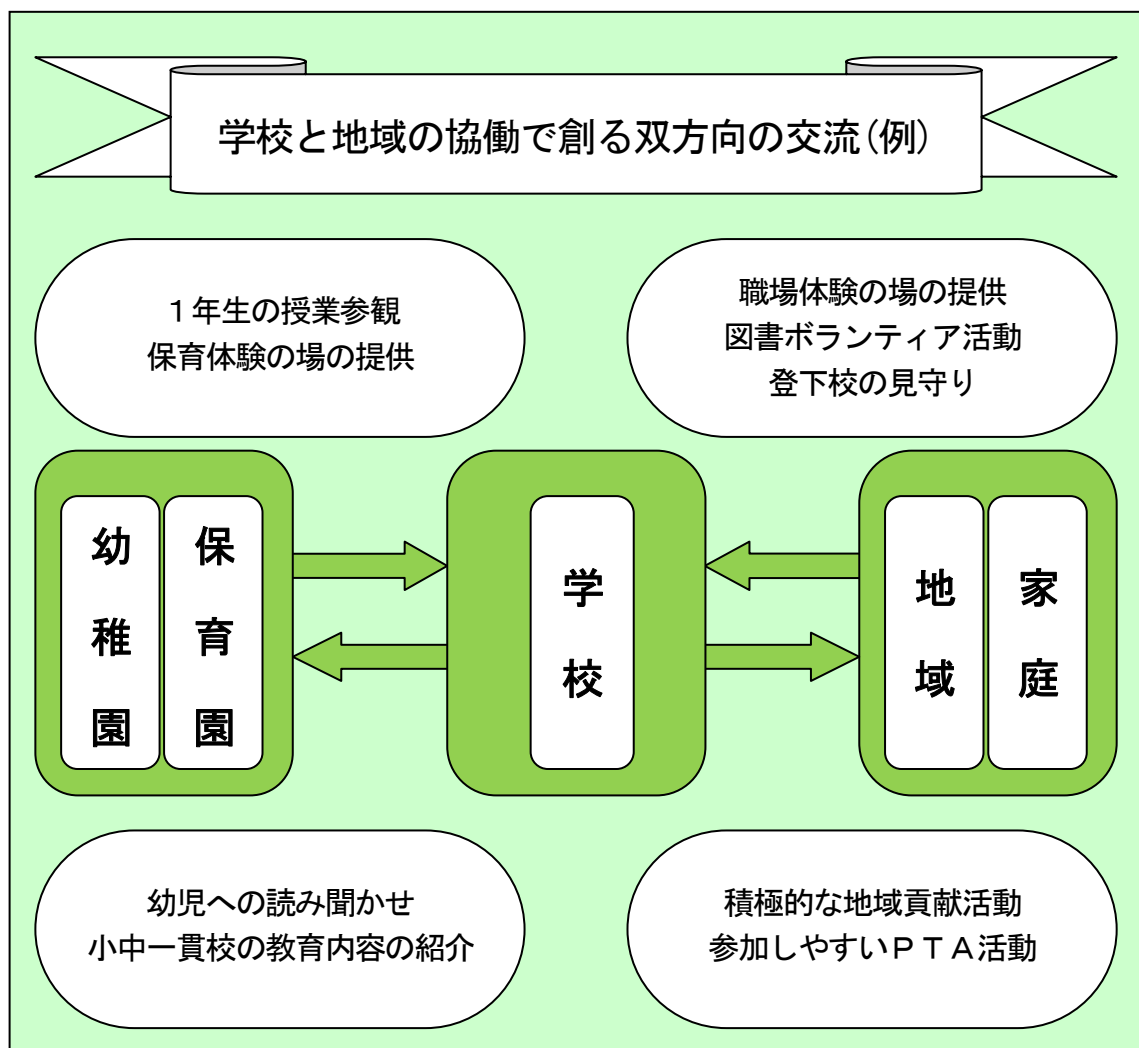 学校と地域の協働で創る双方向の交流(例)
１年生の授業参観
保育体験の場の提供
職場体験の場の提供
図書ボランティア活動
登下校の見守り
幼稚園
保育園
学校
地域
家庭
幼児への読み聞かせ
小中一貫校の教育内容の紹介
積極的な地域貢献活動
参加しやすいＰＴＡ活動